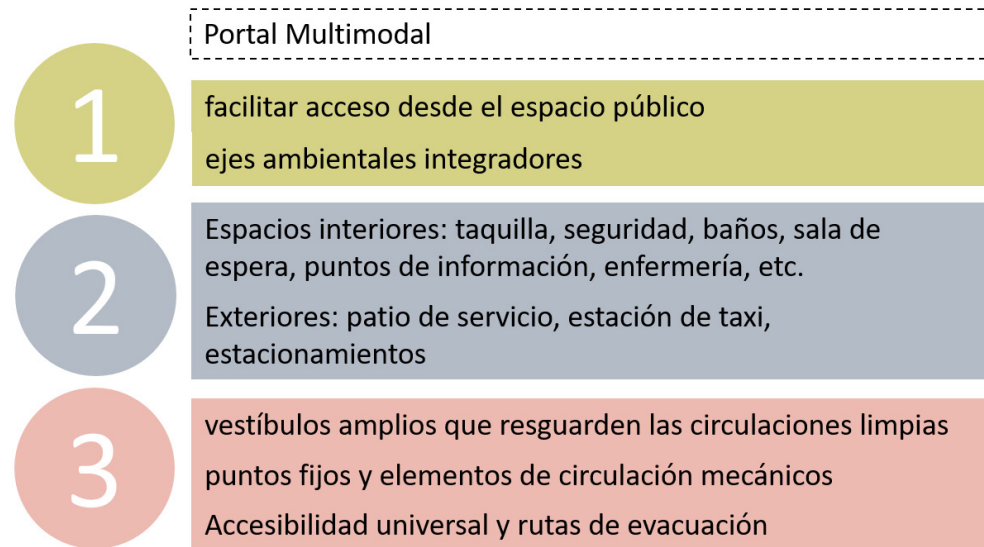 Portal Multimodal
1
facilitar acceso desde el espacio público
ejes ambientales integradores
2
Espacios interiores: taquilla, seguridad, baños, sala de
espera, puntos de información, enfermería, etc.
Exteriores: patio de servicio, estación de taxi,
estacionamientos
3
vestíbulos amplios que resguarden las circulaciones limpias
puntos fijos y elementos de circulación mecánicos
Accesibilidad universal y rutas de evacuación